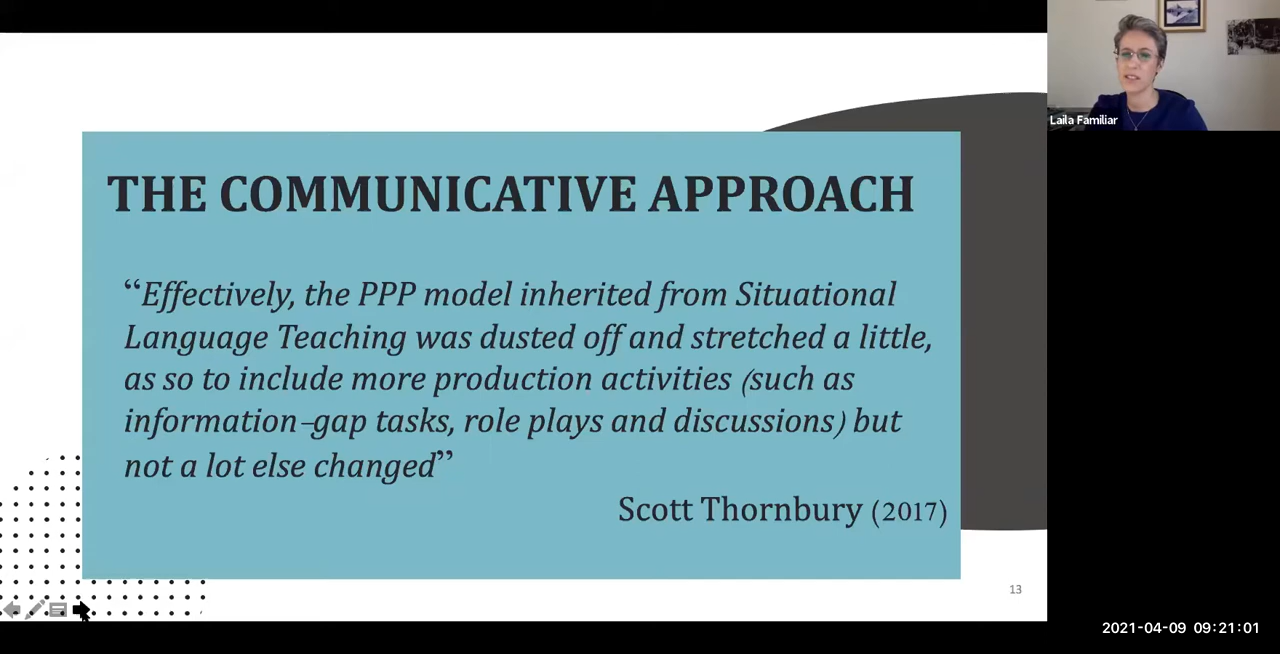 THE COMMUNICATIVE APPROACH
“Effectively, the PPP model inherited from Situational
Language Teaching was dusted off and stretched a little,
as so to include more production activities (such as
information–gap tasks, role plays and discussions) but
not a lot else changed”
Scott Thornbury (2017)
13
Laila Familiar
2021-04-09 09:21:01